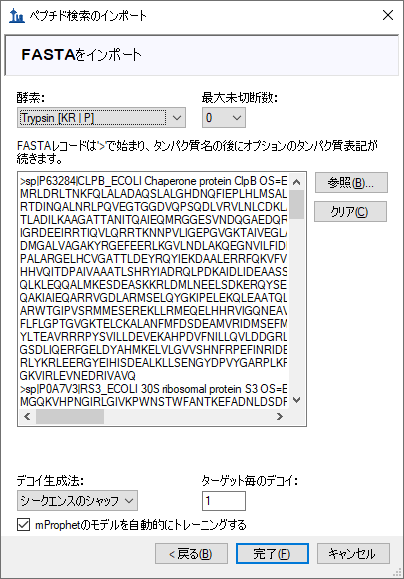 ペプチド検索のインポート
FASTAをインポート
酵素: 最大未切断数:
Trypsin [KR | P] 0
FASTAレコードは'>'で始まり、タンパク質名の後にオプションのタンパク質表記が
続きます。
>sp|P63284|CLPB_ECOLI Chaperone protein ClpB OS=E
MRLDRLTNKFQLALADAQSLALGHDNQFIEPLHLMSAL
RTDINQALNRLPQVEGTGGDVQPSQDLVRVLNLCDKL
TLADILKAAGATTANITQAIEQMRGGESVNDQGAEDQR
IGRDEEIRRTIQVLQRRTKNNPVLIGEPGVGKTAIVEGLA
DMGALVAGAKYRGEFEERLKGVLNDLAKQEGNVILFID
PALARGELHCVGATTLDEYRQYIEKDAALERRFQKVFV
HHVQITDPAIVAAATLSHRYIADRQLPDKAIDLIDEAASS
QLKLEQQALMKESDEASKKRLDMLNEELSDKERQYSE
QAKIAIEQARRVGDLARMSELQYGKIPELEKQLEAATQL
ARWTGIPVSRMMESEREKLLRMEQELHHRVIGQNEAV
FLFLGPTGVGKTELCKALANFMFDSDEAMVRIDMSEFM
YLTEAVRRRPYSVILLDEVEKAHPDVFNILLQVLDDGRL
GSDLIQERFGELDYAHMKELVLGVVSHNFRPEFINRIDE
RLYKRLEERGYEIHISDEALKLLSENGYDPVYGARPLKF
GKVIRLEVNEDRIVAVQ
>sp|P0A7V3|RS3_ECOLI 30S ribosomal protein S3 OS=E
MGQKVHPNGIRLGIVKPWNSTWFANTKEFADNLDSDF
参照(B)...
クリア(C)
デコイ生成法: ターゲット毎のデコイ:
シークエンスのシャッフ 1
mProphetのモデルを自動的にトレーニングする
< 戻る(B) 完了(F) キャンセル